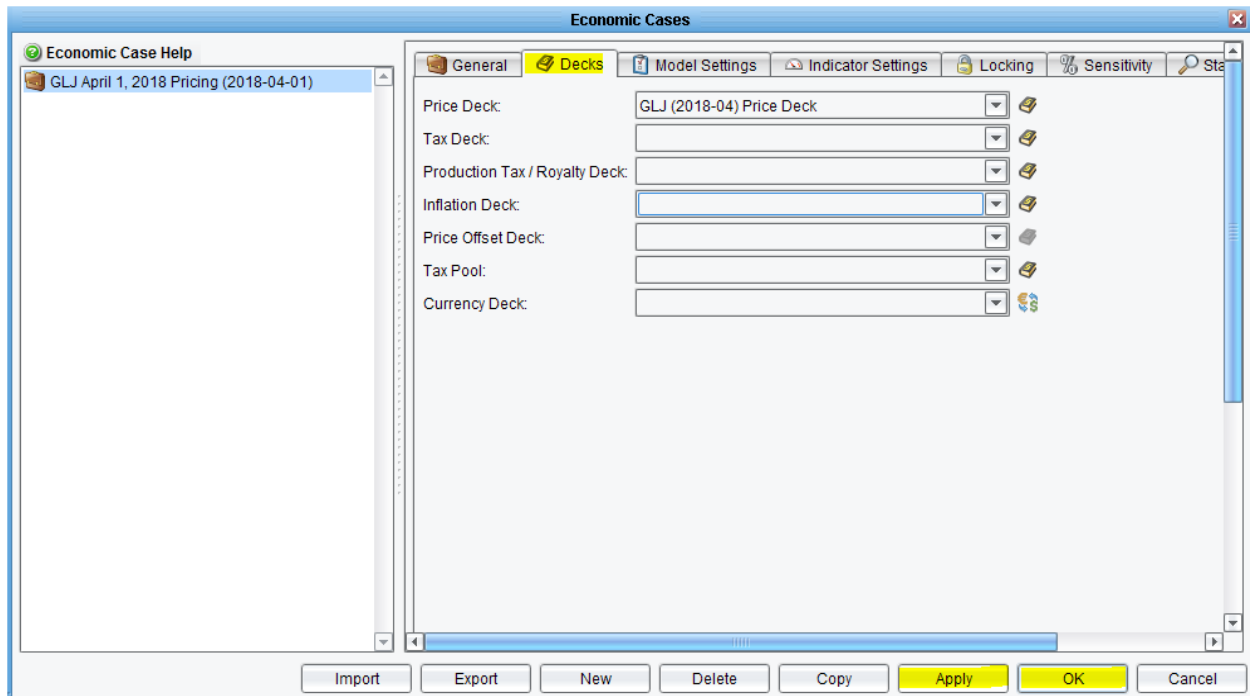 Economic Cases
Economic Case Help
GLJ April 1, 2018 Pricing (2018-04-01)
General Decks Model Settings Indicator Settings Locking Sensitivity Sta
Price Deck: GLJ (2018-04) Price Deck
Tax Deck:
Production Tax / Royalty Deck:
Inflation Deck:
Price Offset Deck:
Tax Pool:
Currency Deck:
Import Export New Delete Copy Apply OK Cancel